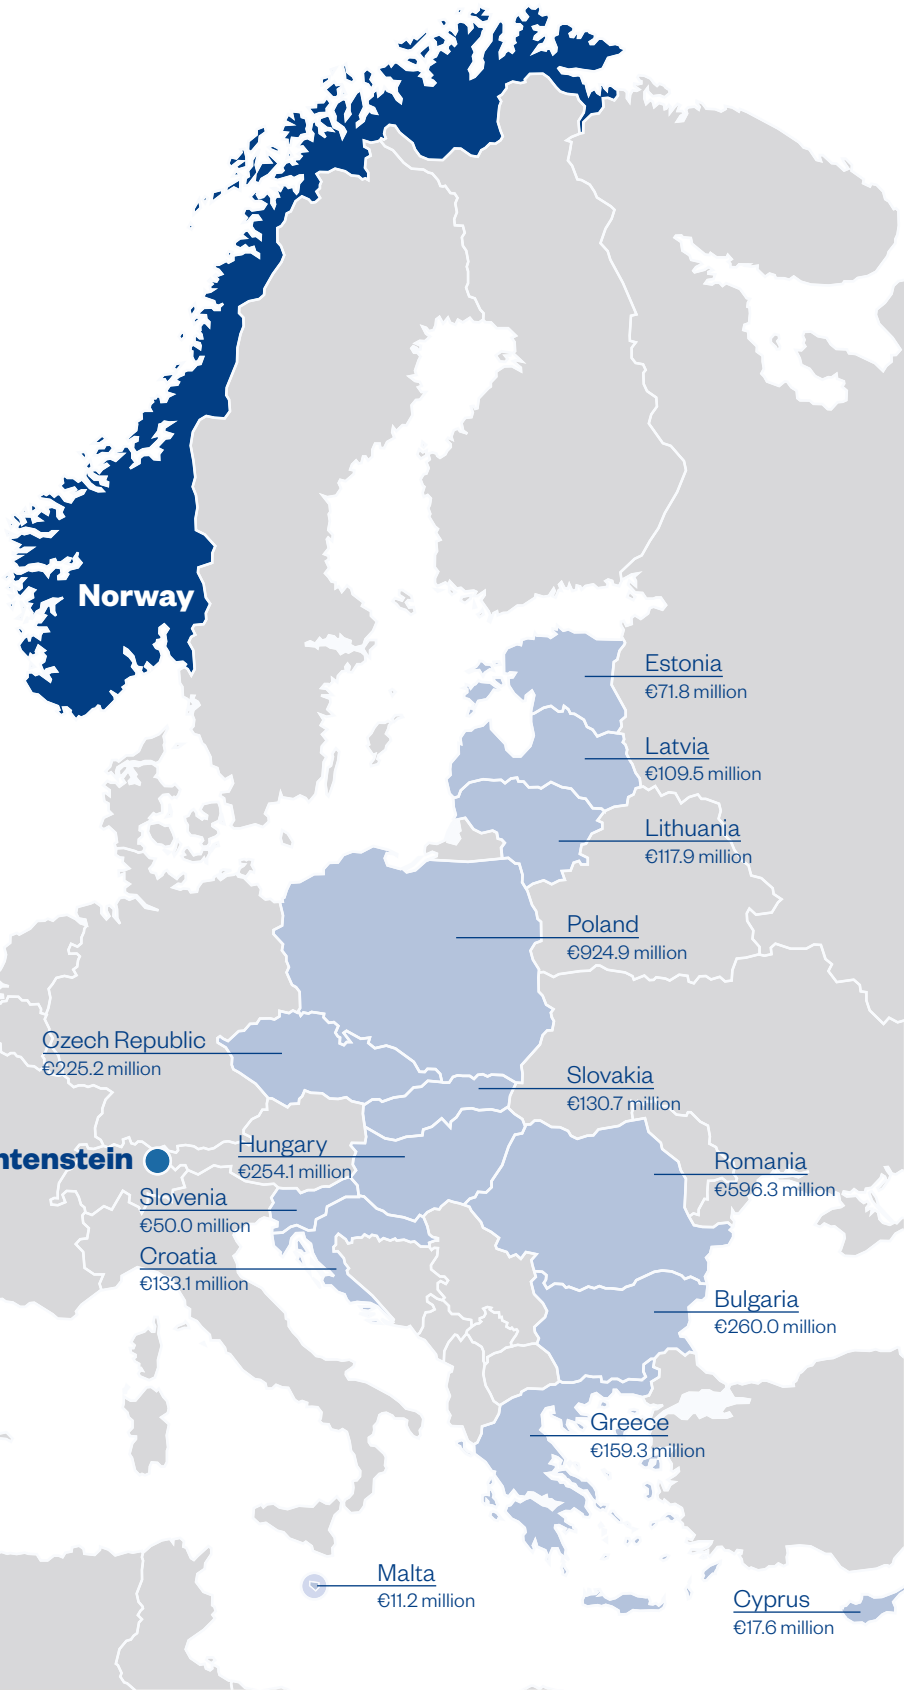 Norway
Estonia
€71.8 million
Latvia
€109.5 million
Lithuania
€117.9 million
Poland
€924.9 million
Czech Republic
€225.2 million
Slovakia
€130.7 million
Hungary
€254.1 million
ntenstein
Romania
€596.3 million
Slovenia
€50.0 million
Croatia
€133.1 million
Bulgaria
€260.0 million
Greece
€159.3 million
Malta
€11.2 million
Cyprus
€17.6 million